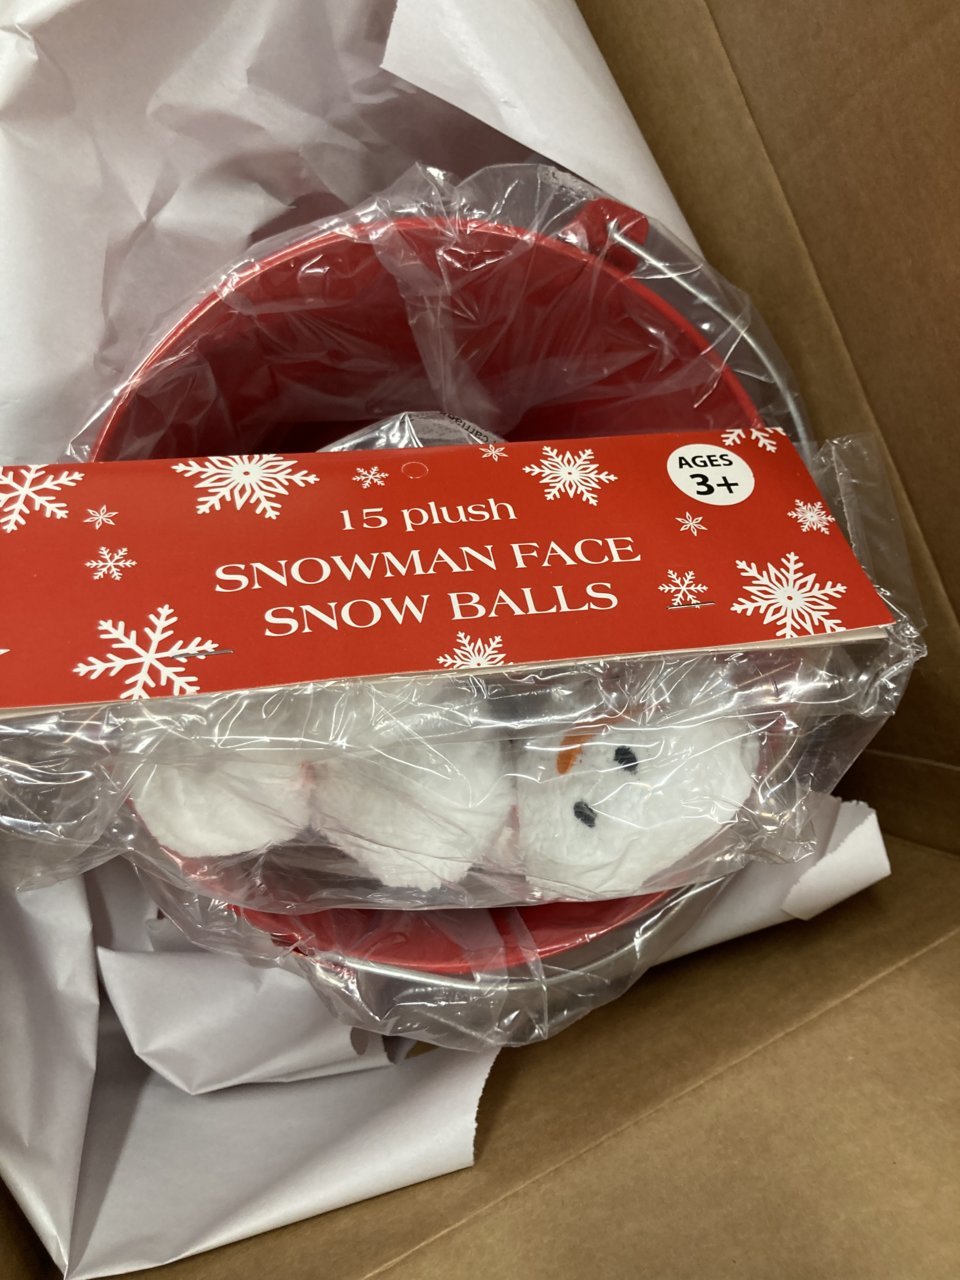 AGES
3+
15 plush
SNOWMAN FACE
SNOW BALLS